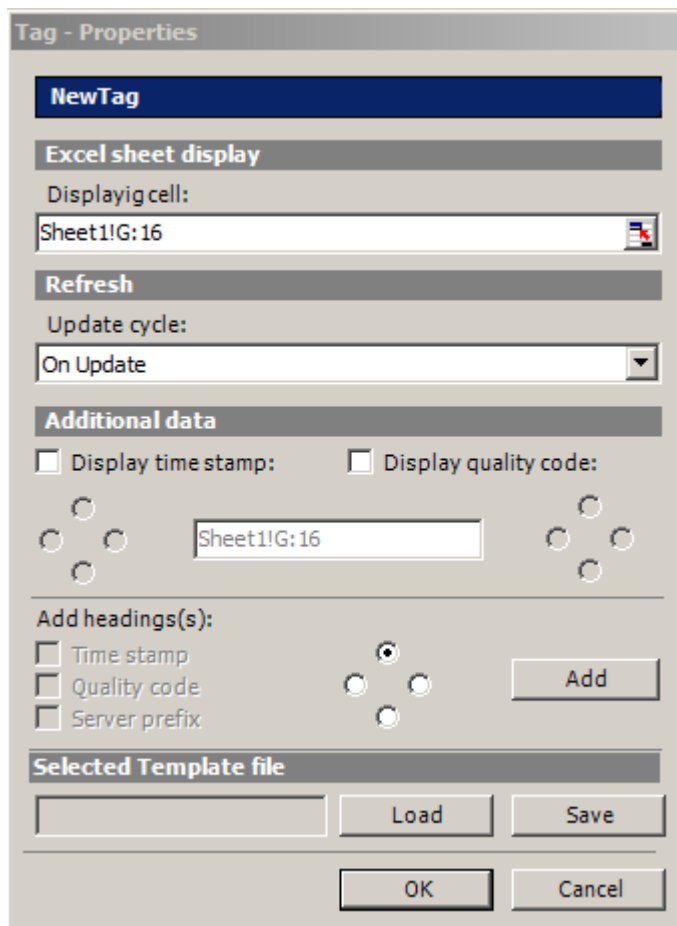 Tag - Properties
NewTag
Excel sheet display
Displayig cell:
Sheet1!G:16
Refresh
Update cycle:
On Update
Additional data
Display time stamp: Display quality code:
Sheet1!G:16
Add headings(s):
Time stamp
Quality code
Server prefix
Add
Selected Template file
Load Save
OK Cancel